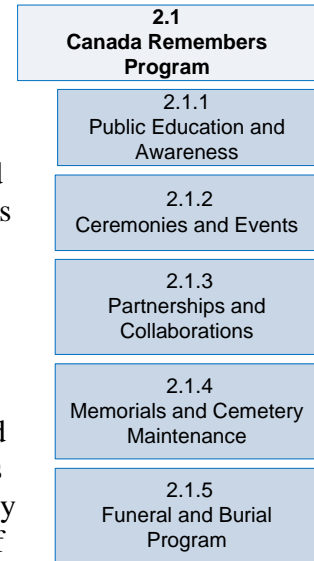 2.1
Canada Remembers
Program
2.1.1
Public Education and
Awareness
2.1.2
Ceremonies and Events
2.1.3
Partnerships and
Collaborations
2.1.4
Memorials and Cemetery
Maintenance
2.1.5
Funeral and Burial
Program